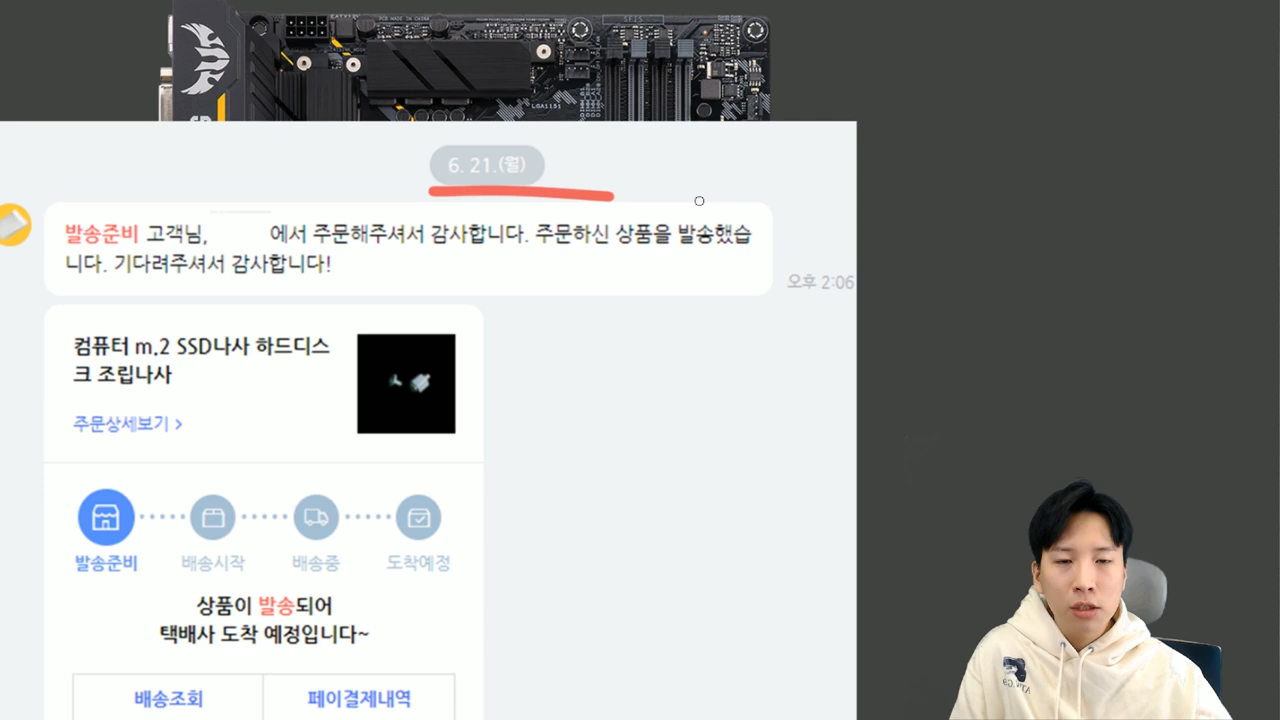 PCB MADE IN CHINA
LGA1151
6. 21.(월)
발송준비 고객님, 에서 주문해주셔서 감사합니다. 주문하신 상품을 발송했습
니다. 기다려주셔서 감사합니다!
오후 2:06
컴퓨터 m.2 SSD나사 하드디스
크 조립나사
주문상세보기 >
발송준비 배송시작 배송중 도착예정
상품이 발송되어
택배사 도착 예정입니다~
배송조회 페이결제내역